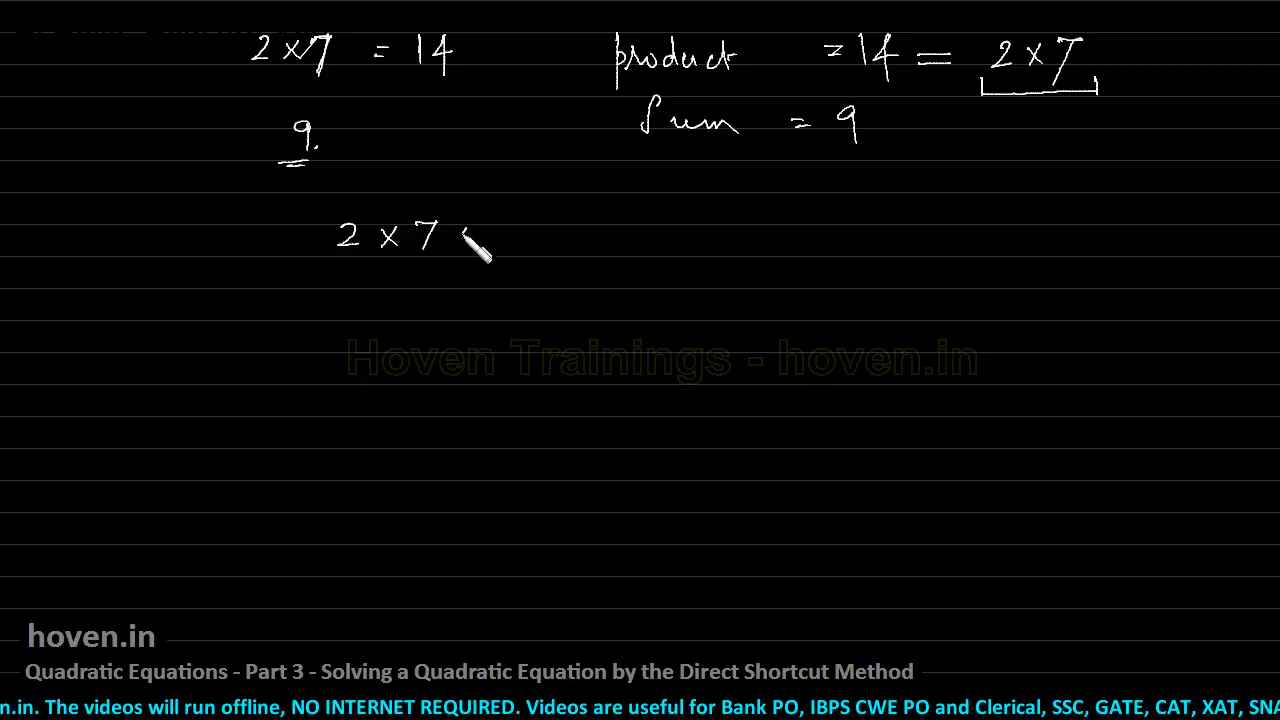 2 × 7 = 14 product = 14 = 2 × 7
9. Sum = 9
2 × 7
Hoven Trainings - hoven.in
hoven.in
Quadratic Equations - Part 3 - Solving a Quadratic Equation by the Direct Shortcut Method
n.in. The videos will run offline, NO INTERNET REQUIRED. Videos are useful for Bank PO, IBPS CWE PO and Clerical, SSC, GATE, CAT, XAT, SNA